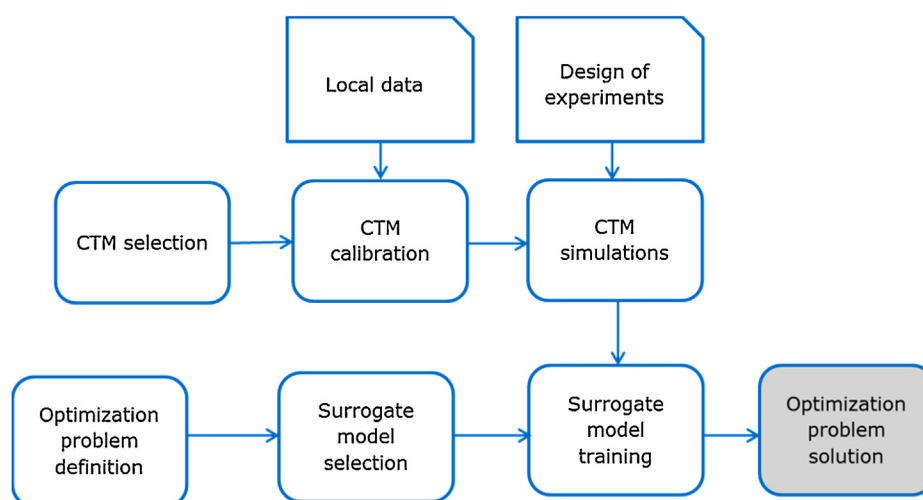 Local data
Design of
experiments
CTM selection
CTM
calibration
CTM
simulations
Optimization
problem
definition
Surrogate
model
selection
Surrogate
model
training
Optimization
problem
solution